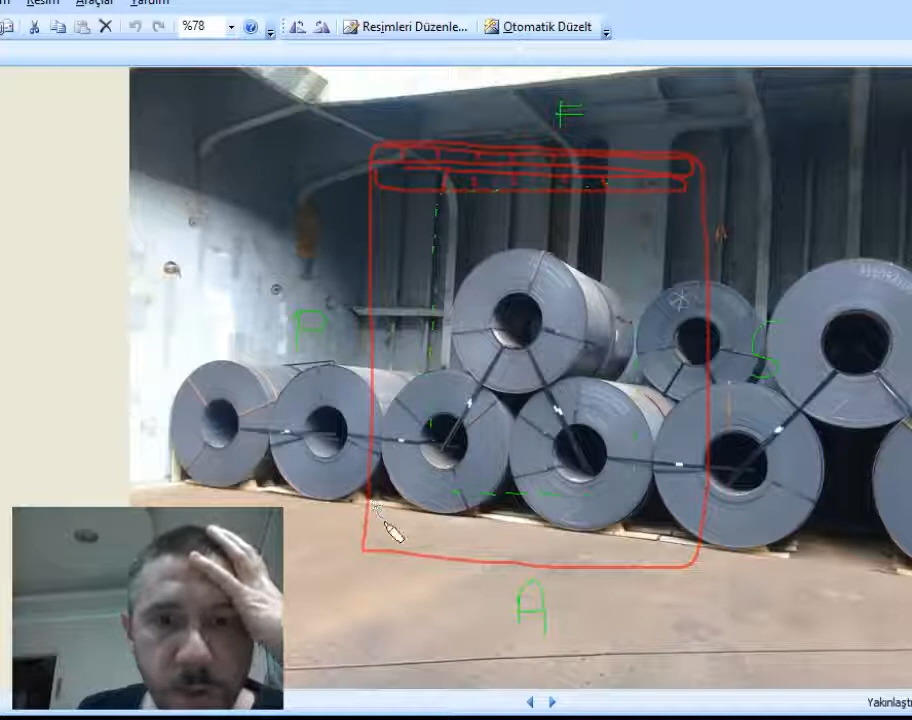 Resim Araçlar Yardım
%78 Resimleri Düzenle... Otomatik Düzelt
F
P
S
A
Yakınlaştı